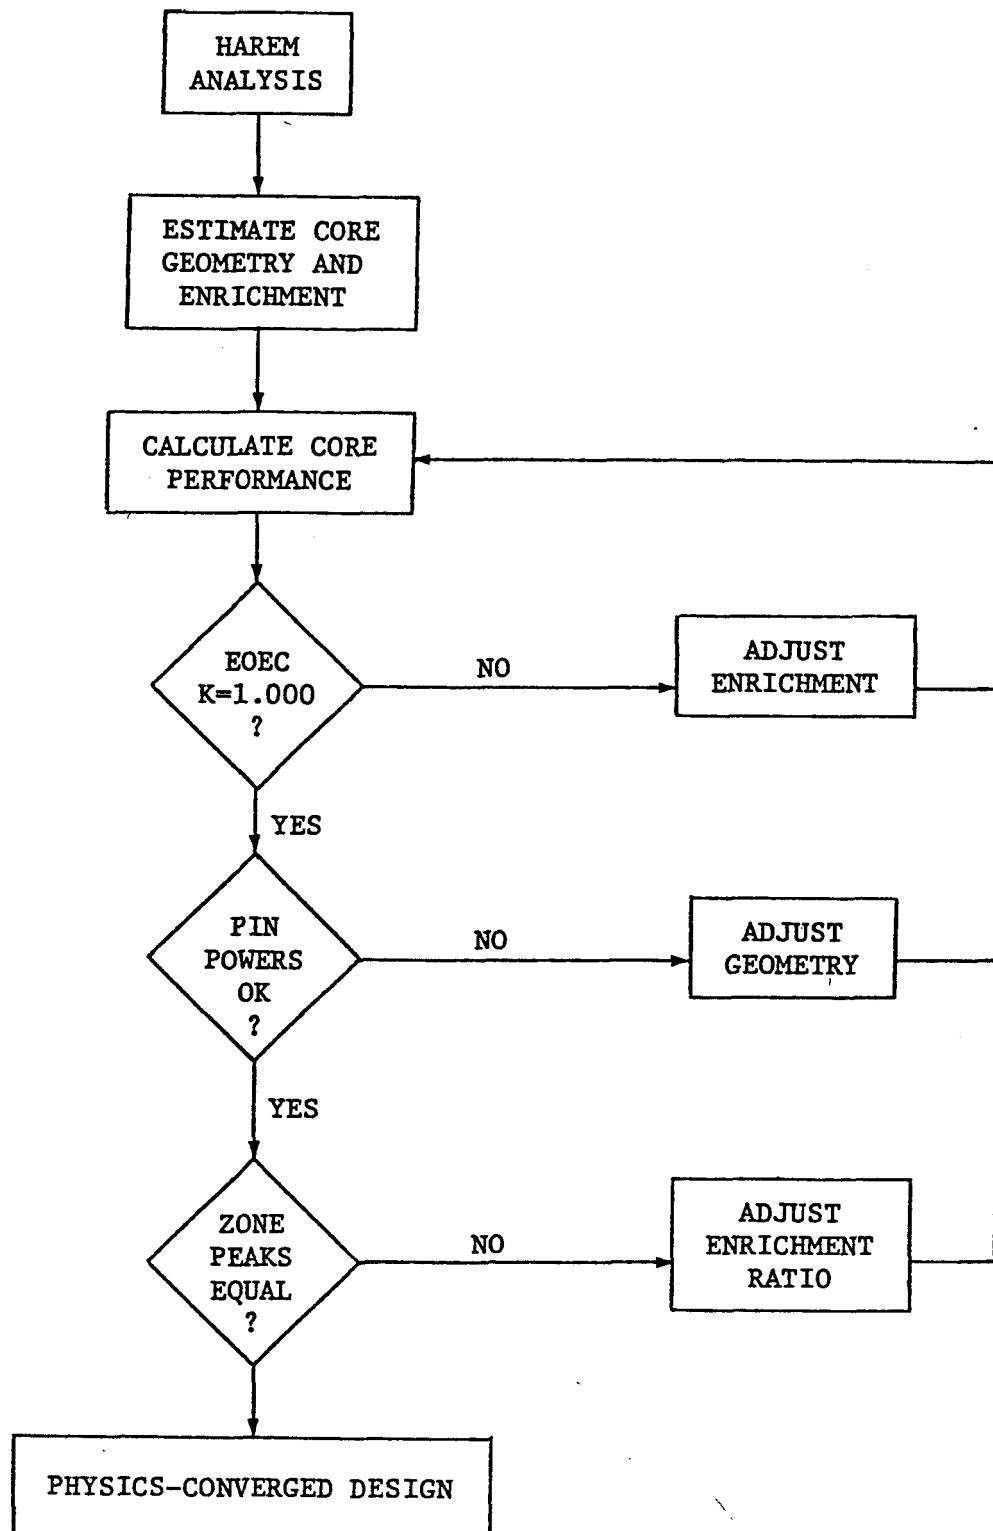 HAREM
ANALYSIS
ESTIMATE CORE
GEOMETRY AND
ENRICHMENT
CALCULATE CORE
PERFORMANCE
EOEC
K=1.000
?
NO
ADJUST
ENRICHMENT
YES
PIN
POWERS
OK
?
NO
ADJUST
GEOMETRY
YES
ZONE
PEAKS
EQUAL
?
NO
ADJUST
ENRICHMENT
RATIO
PHYSICS-CONVERGED DESIGN